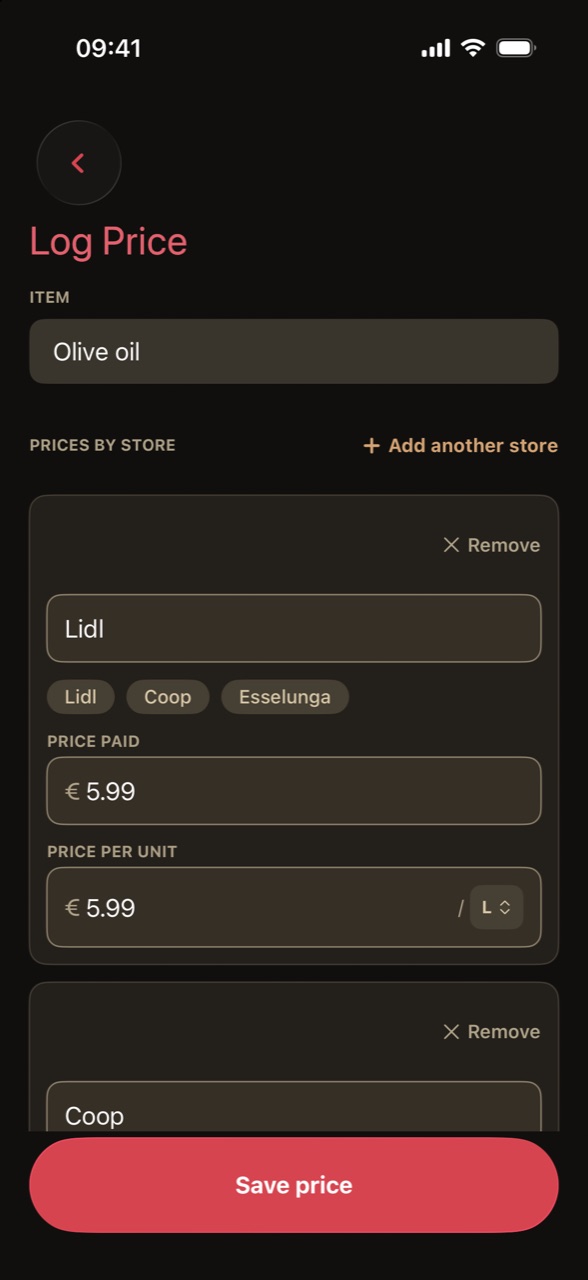 09:41
Log Price
ITEM
Olive oil
PRICES BY STORE + Add another store
Remove
Lidl
Lidl Coop Esselunga
PRICE PAID
€ 5.99
PRICE PER UNIT
€ 5.99 / L
Remove
Coop
Save price